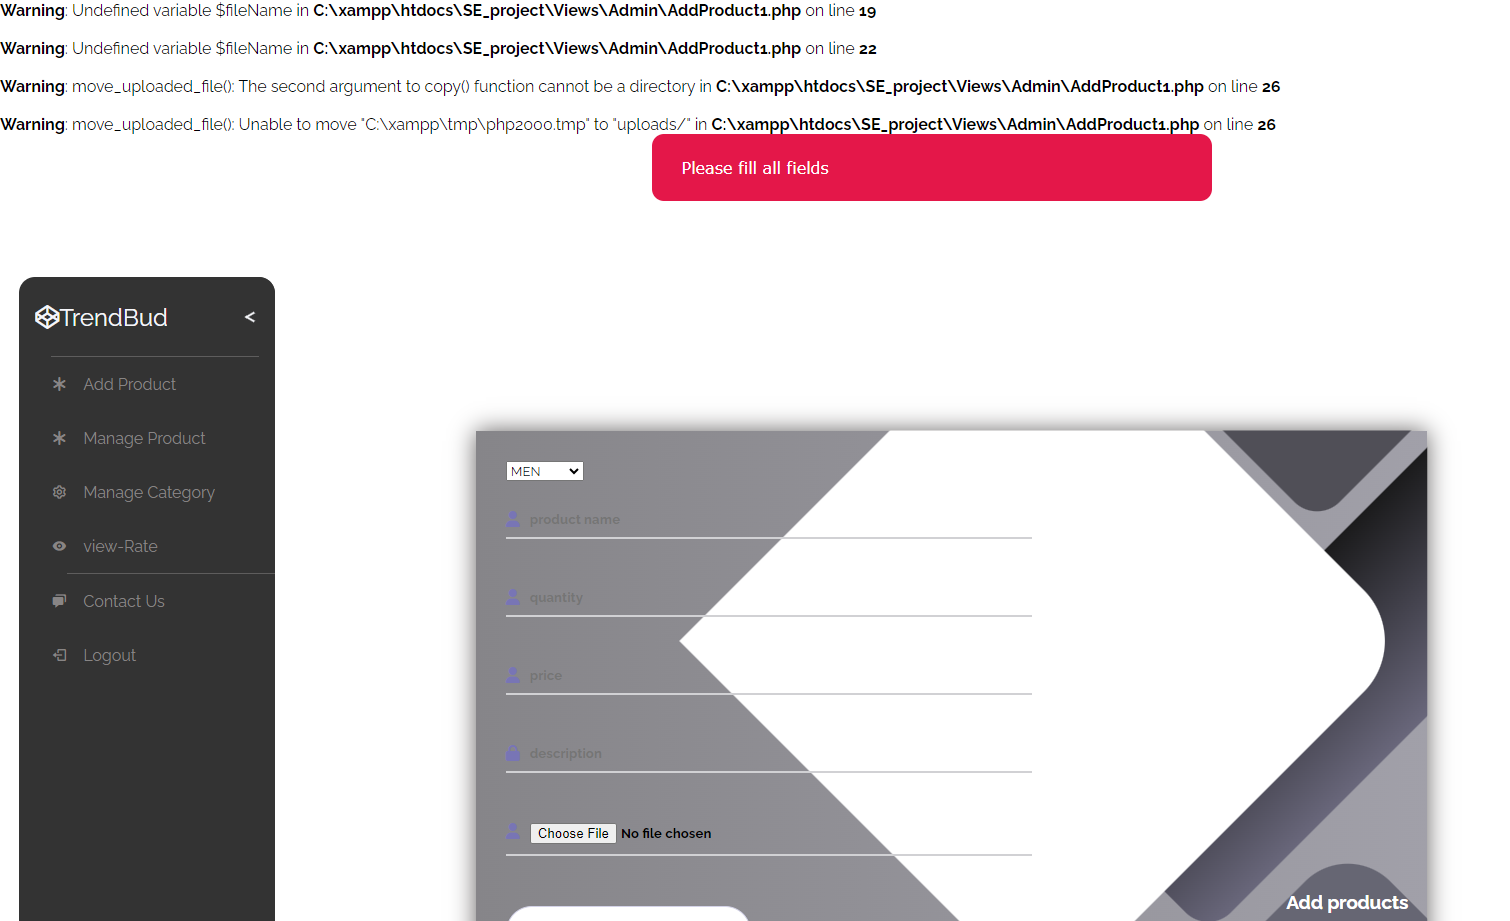 Warning: Undefined variable $fileName in C:\xampp\htdocs\SE_project\Views\Admin\AddProduct1.php on line 19
Warning: Undefined variable $fileName in C:\xampp\htdocs\SE_project\Views\Admin\AddProduct1.php on line 22
Warning: move_uploaded_file(): The second argument to copy() function cannot be a directory in C:\xampp\htdocs\SE_project\Views\Admin\AddProduct1.php on line 26
Warning: move_uploaded_file(): Unable to move "C:\xampp\tmp\php2000.tmp" to "uploads/" in C:\xampp\htdocs\SE_project\Views\Admin\AddProduct1.php on line 26
Please fill all fields
TrendBud <
Add Product
Manage Product
Manage Category
view-Rate
Contact Us
Logout
MEN
product name
quantity
price
description
Choose File No file chosen
Add products